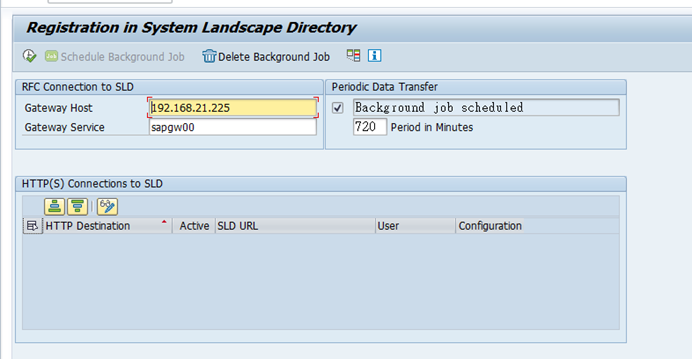 Registration in System Landscape Directory
Schedule Background Job Delete Background Job
RFC Connection to SLD
Gateway Host 192.168.21.225
Gateway Service sapgw00
Periodic Data Transfer
Background job scheduled
720 Period in Minutes
HTTP(S) Connections to SLD
HTTP Destination Active SLD URL User Configuration